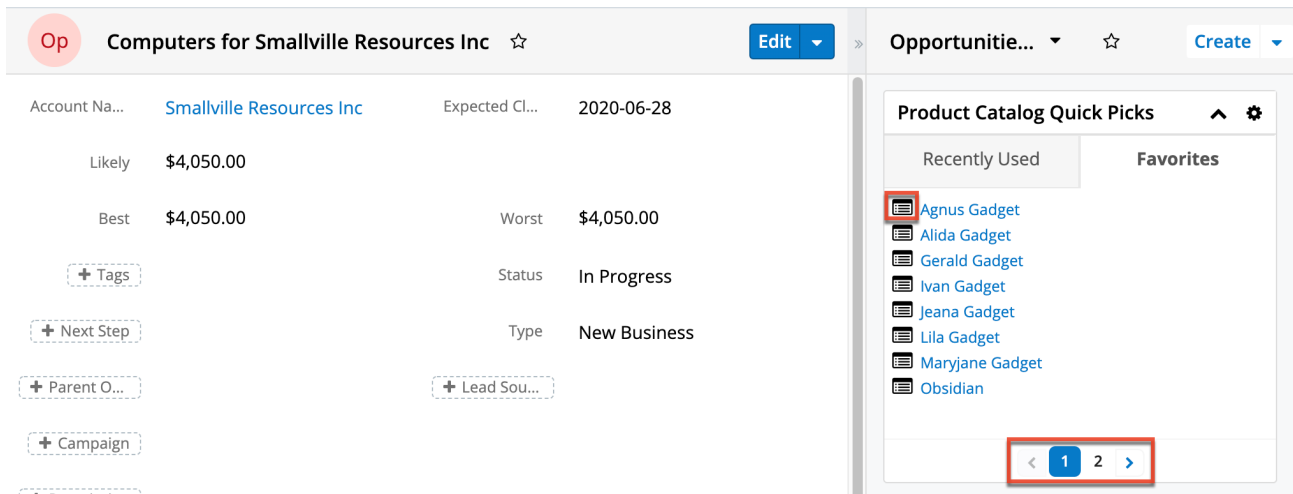 Op Computers for Smallville Resources Inc Edit
Opportunitie... Create
Account Na... Smallville Resources Inc Expected Cl... 2020-06-28
Likely $4,050.00
Best $4,050.00 Worst $4,050.00
+ Tags Status In Progress
+ Next Step Type New Business
+ Parent O... + Lead Sou...
+ Campaign
Product Catalog Quick Picks
Recently Used Favorites
Agnus Gadget
Alida Gadget
Gerald Gadget
Ivan Gadget
Jeana Gadget
Lila Gadget
Maryjane Gadget
Obsidian
1 2